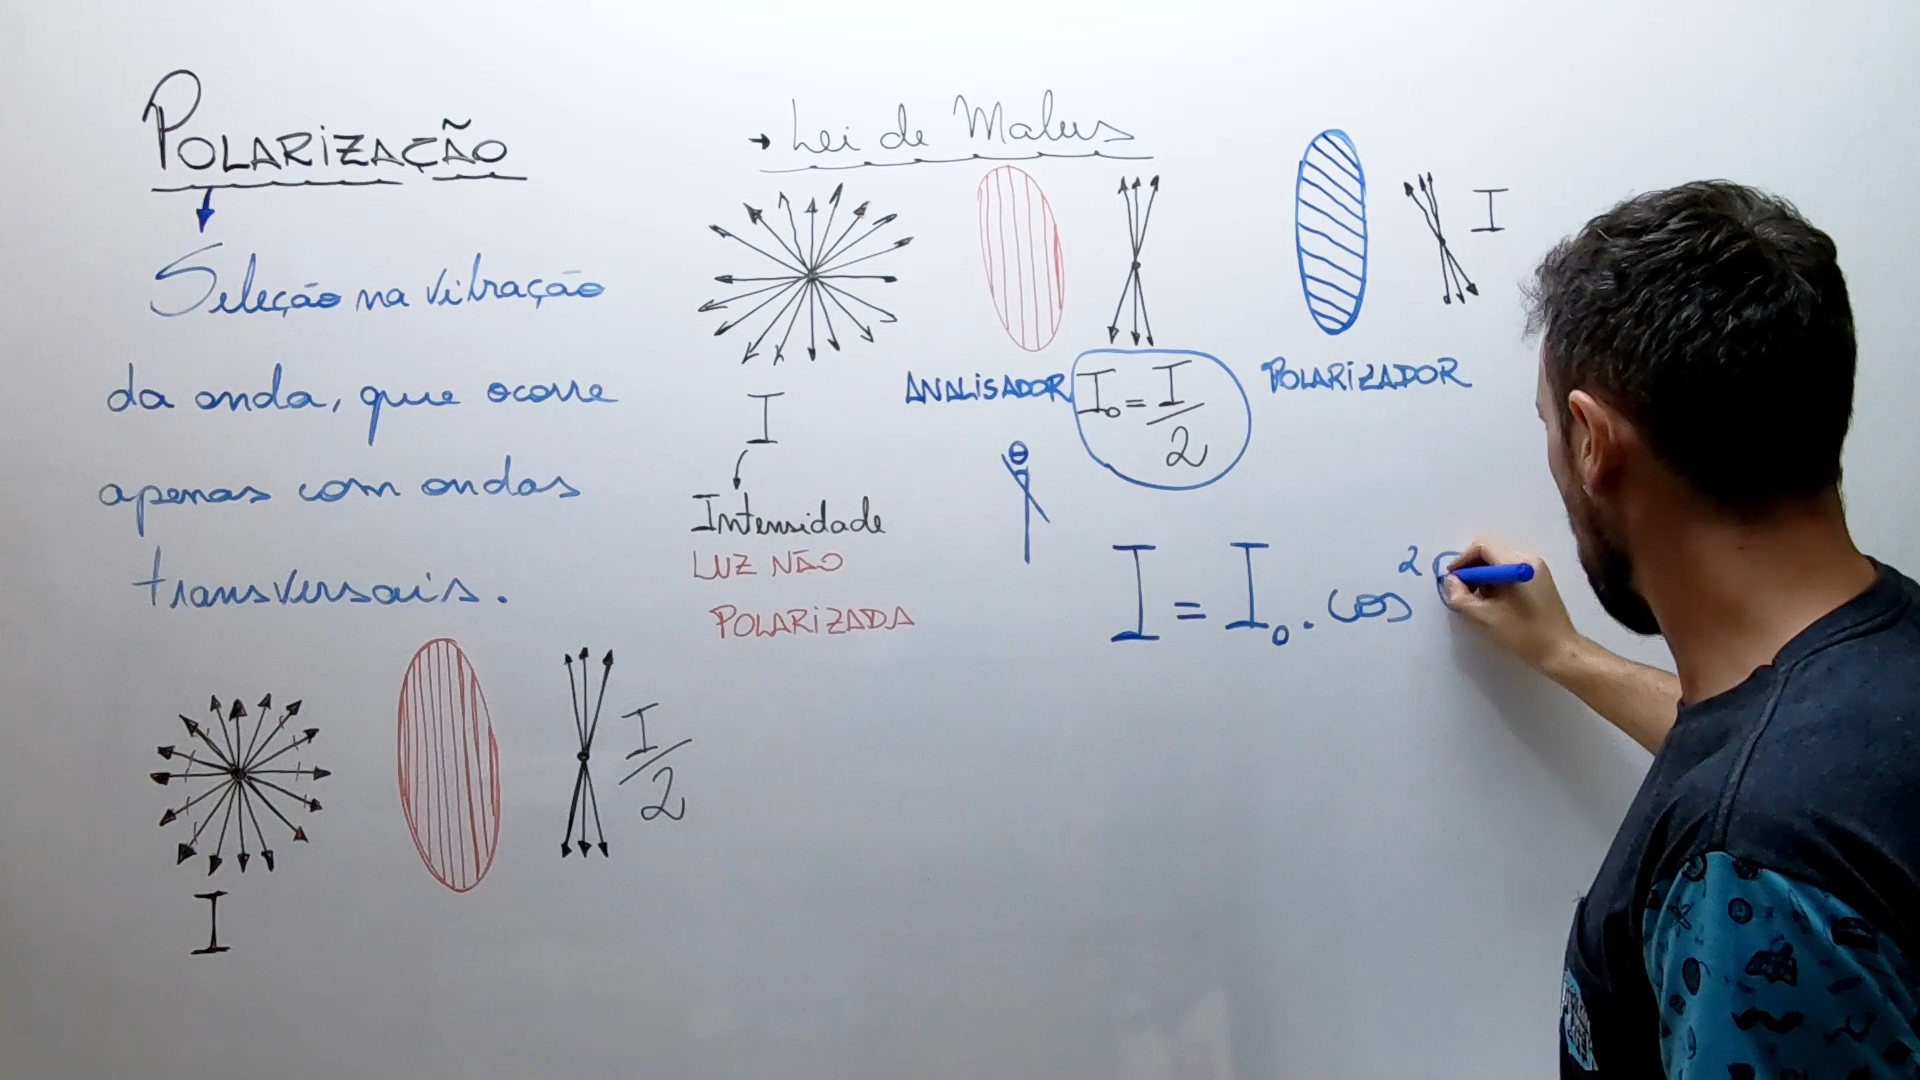 POLARIZAÇÃO
Seleção na vibração
da onda, que ocorre
apenas com ondas
transversais.
I
I/2
→ Lei de Malus
I
Intensidade
LUZ NÃO
POLARIZADA
ANALISADOR
I₀ = I/2
POLARIZADOR
I
θ
I = I₀ . cos²